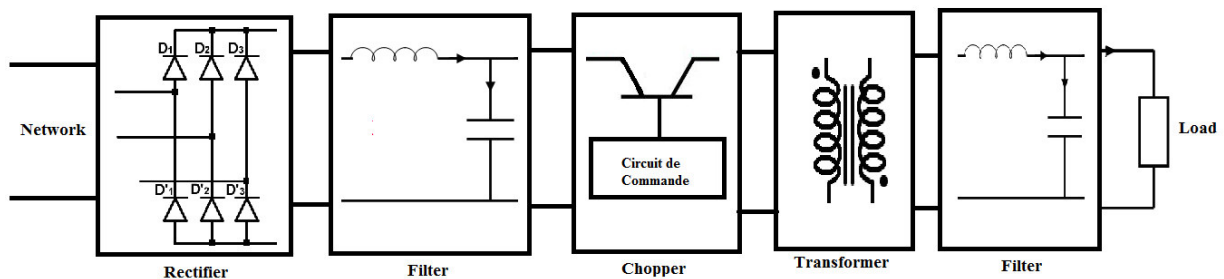 D1 D2 D3
Network
D'1 D'2 D'3
Rectifier
Filter
Circuit de
Commande
Chopper
Transformer
Filter
Load